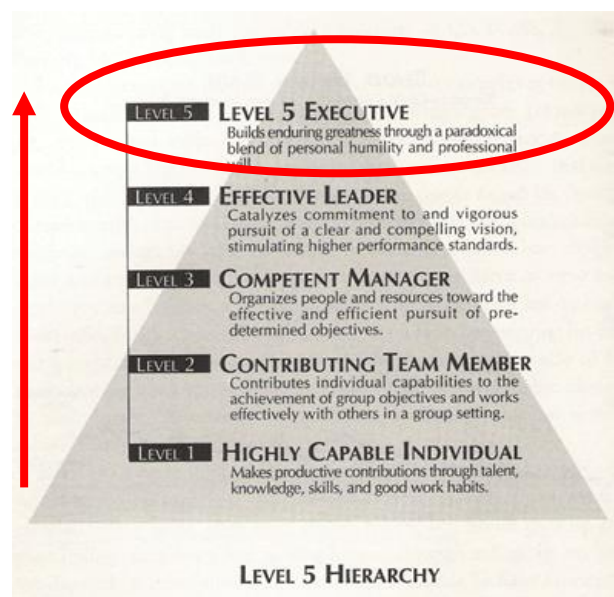 LEVEL 5 LEVEL 5 EXECUTIVE
Builds enduring greatness through a paradoxical
blend of personal humility and professional
will.
LEVEL 4 EFFECTIVE LEADER
Catalyzes commitment to and vigorous
pursuit of a clear and compelling vision,
stimulating higher performance standards.
LEVEL 3 COMPETENT MANAGER
Organizes people and resources toward the
effective and efficient pursuit of pre-
determined objectives.
LEVEL 2 CONTRIBUTING TEAM MEMBER
Contributes individual capabilities to the
achievement of group objectives and works
effectively with others in a group setting.
LEVEL 1 HIGHLY CAPABLE INDIVIDUAL
Makes productive contributions through talent,
knowledge, skills, and good work habits.
LEVEL 5 HIERARCHY